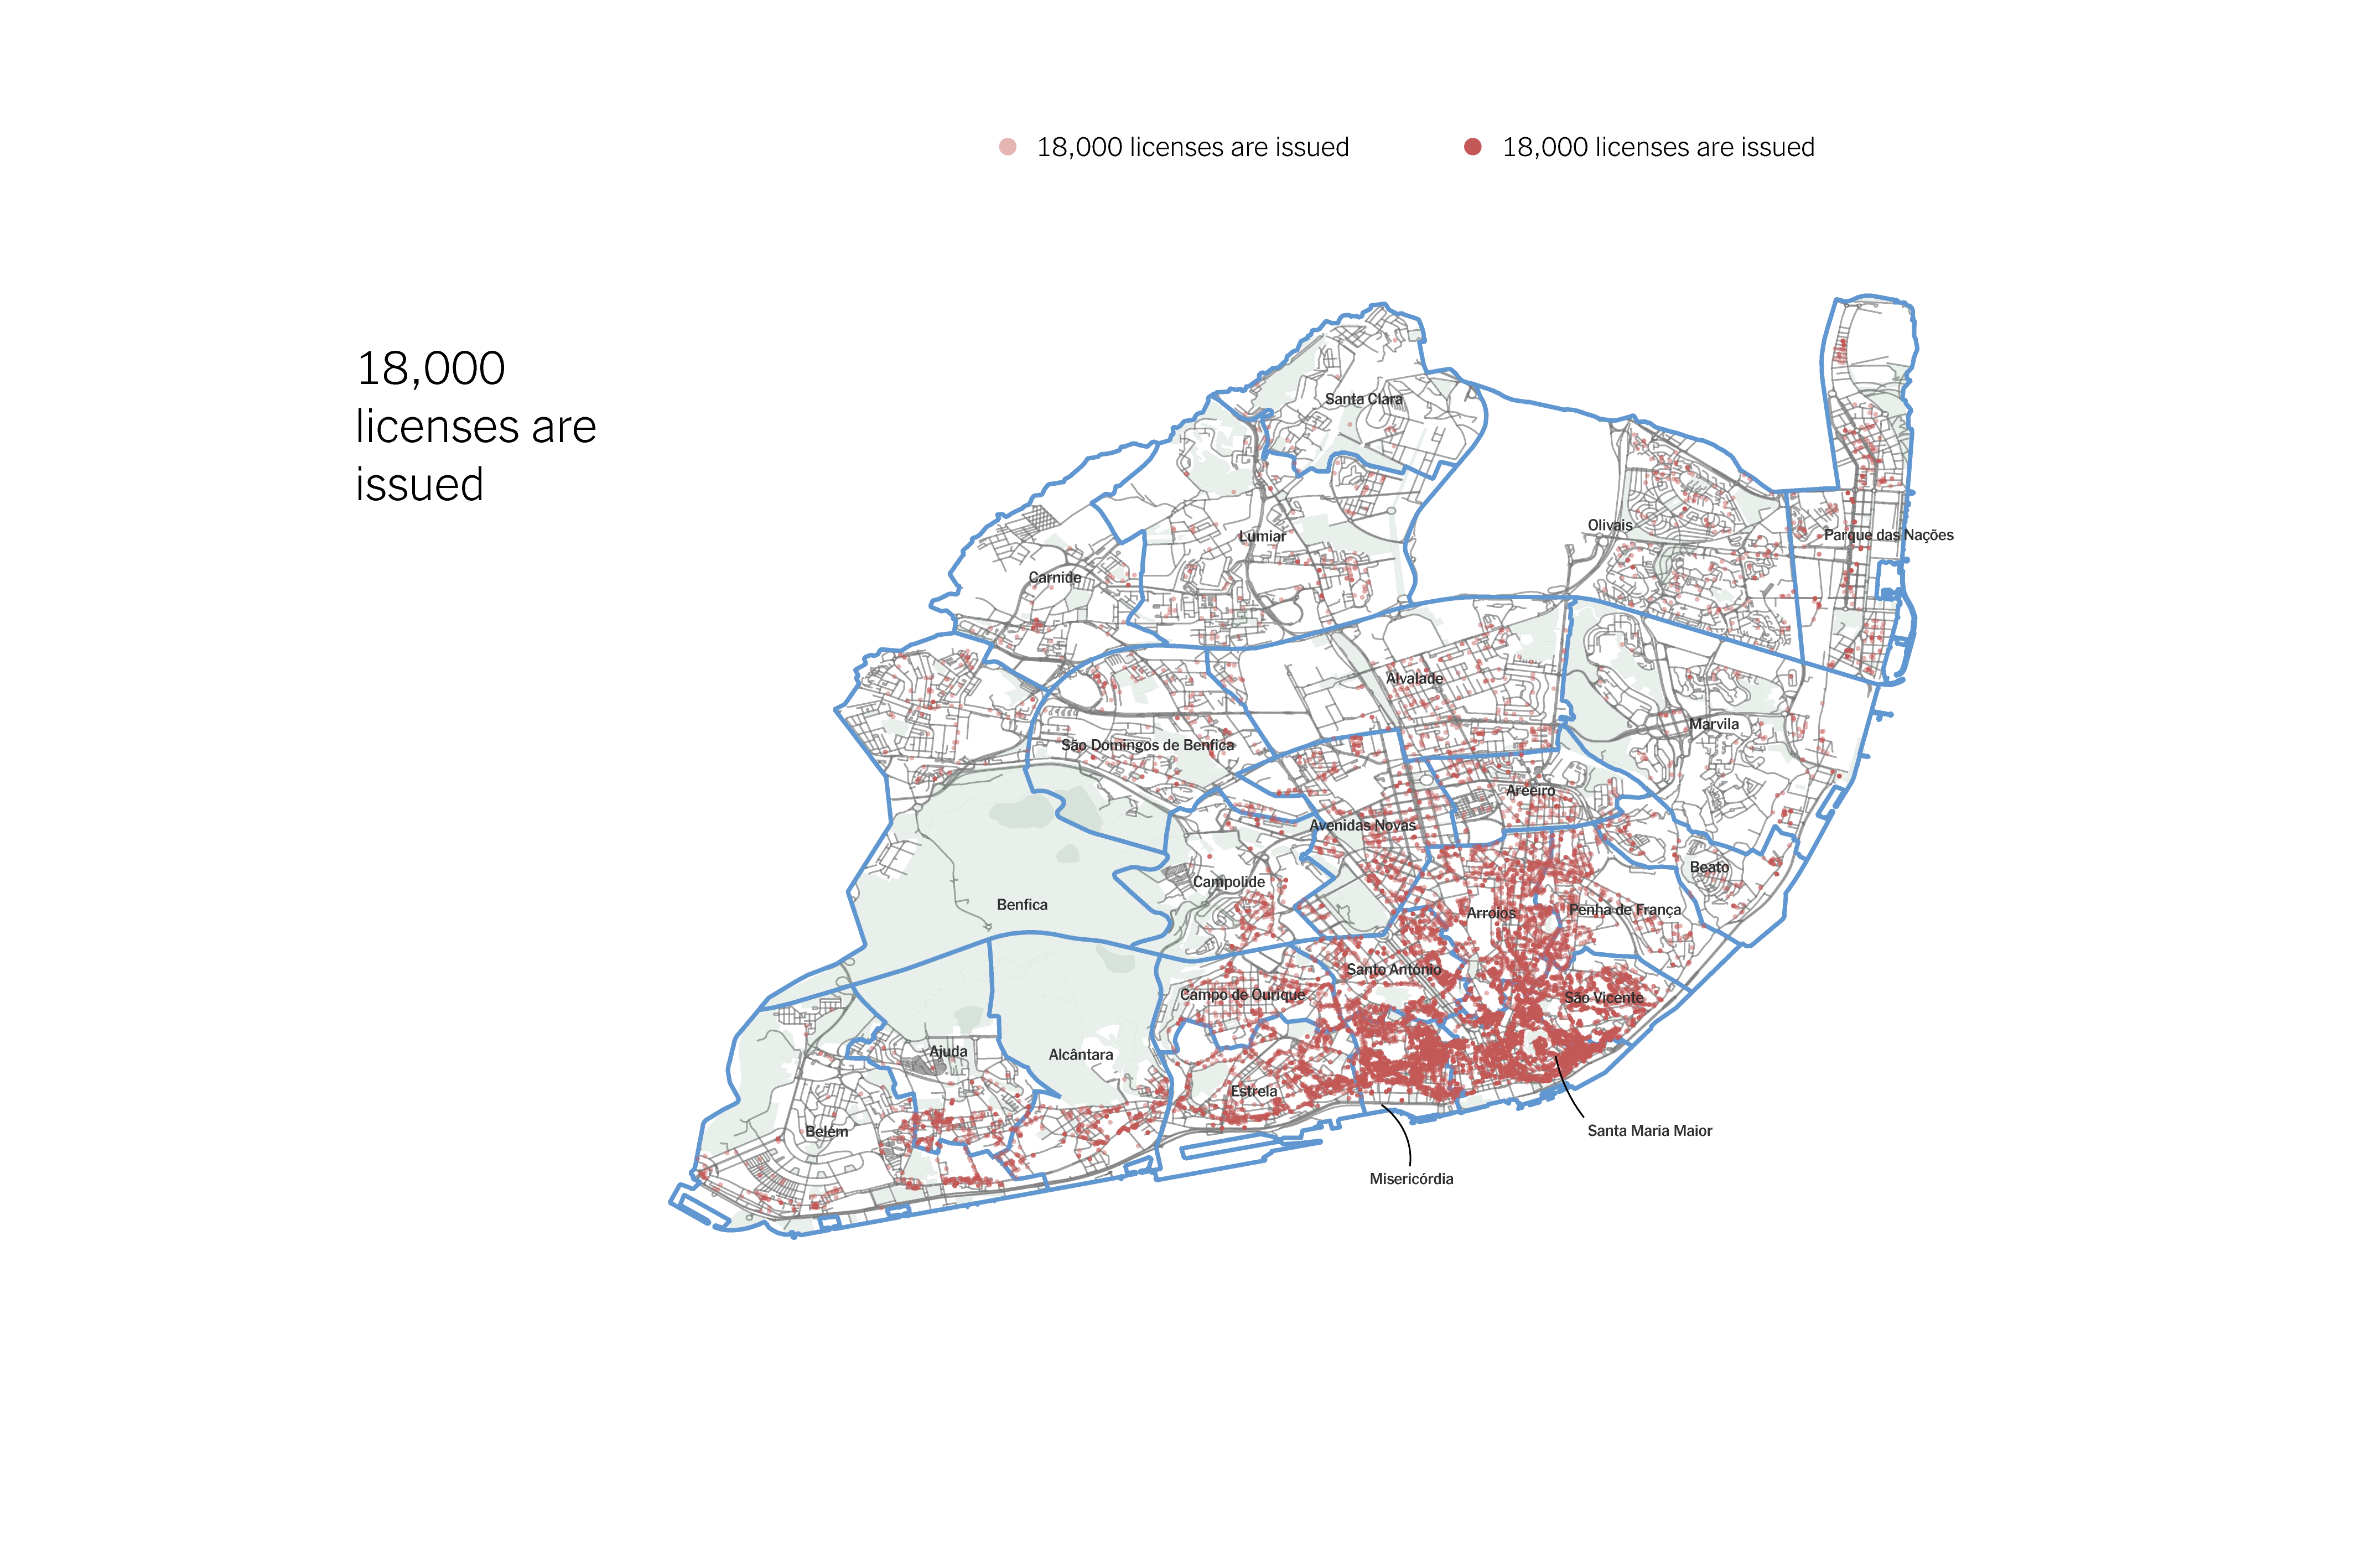 18,000 licenses are issued
18,000 licenses are issued
18,000
licenses are
issued
Santa Clara
Olivais
Parque das Nações
Lumiar
Carnide
Alvalade
Marvila
São Domingos de Benfica
Areeiro
Avenidas Novas
Beato
Campolide
Benfica
Arroios
Penha de França
Santo António
Campo de Ourique
São Vicente
Ajuda
Alcântara
Estrela
Belém
Santa Maria Maior
Misericórdia